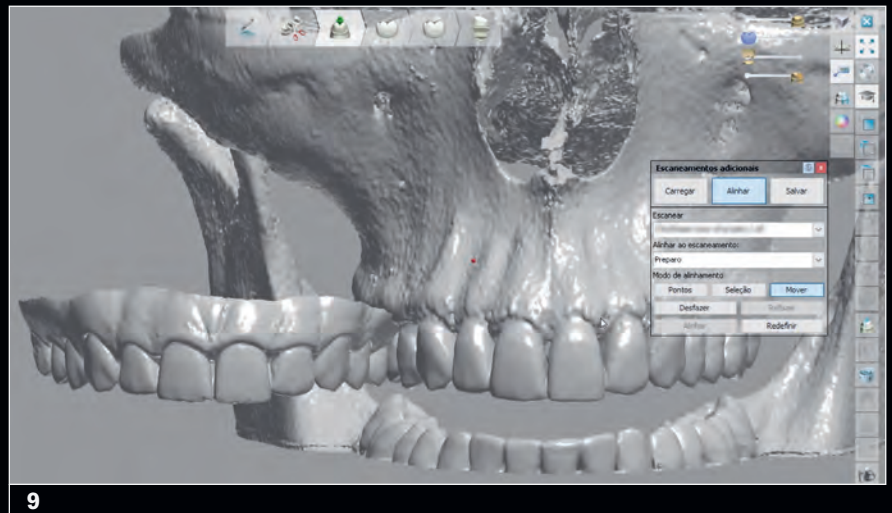 Escaneamentos adicionais
Carregar Alinhar Salvar
Escanear
Alinhar ao escaneamento:
Preparo
Modo de alinhamento:
Pontos Seleção Mover
Desfazer
Alinhar Redefinir
9